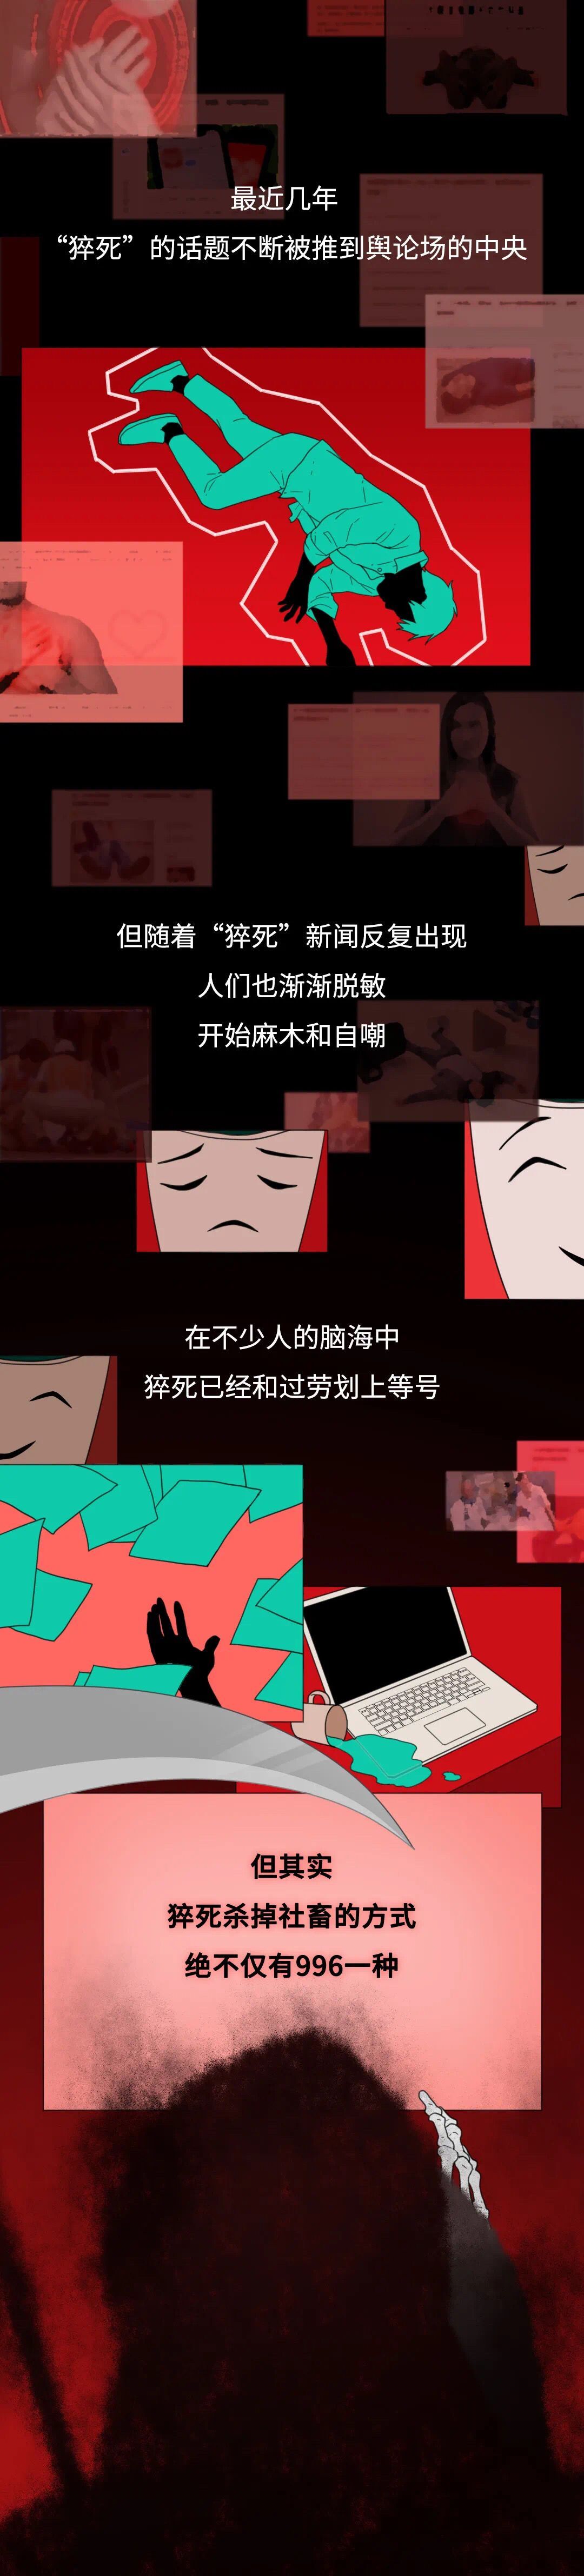 最近几年
“猝死”的话题不断被推到舆论场的中央
但随着“猝死”新闻反复出现
人们也渐渐脱敏
开始麻木和自嘲
在不少人的脑海中
猝死已经和过劳划上等号
但其实
猝死杀掉社畜的方式
绝不仅有996一种